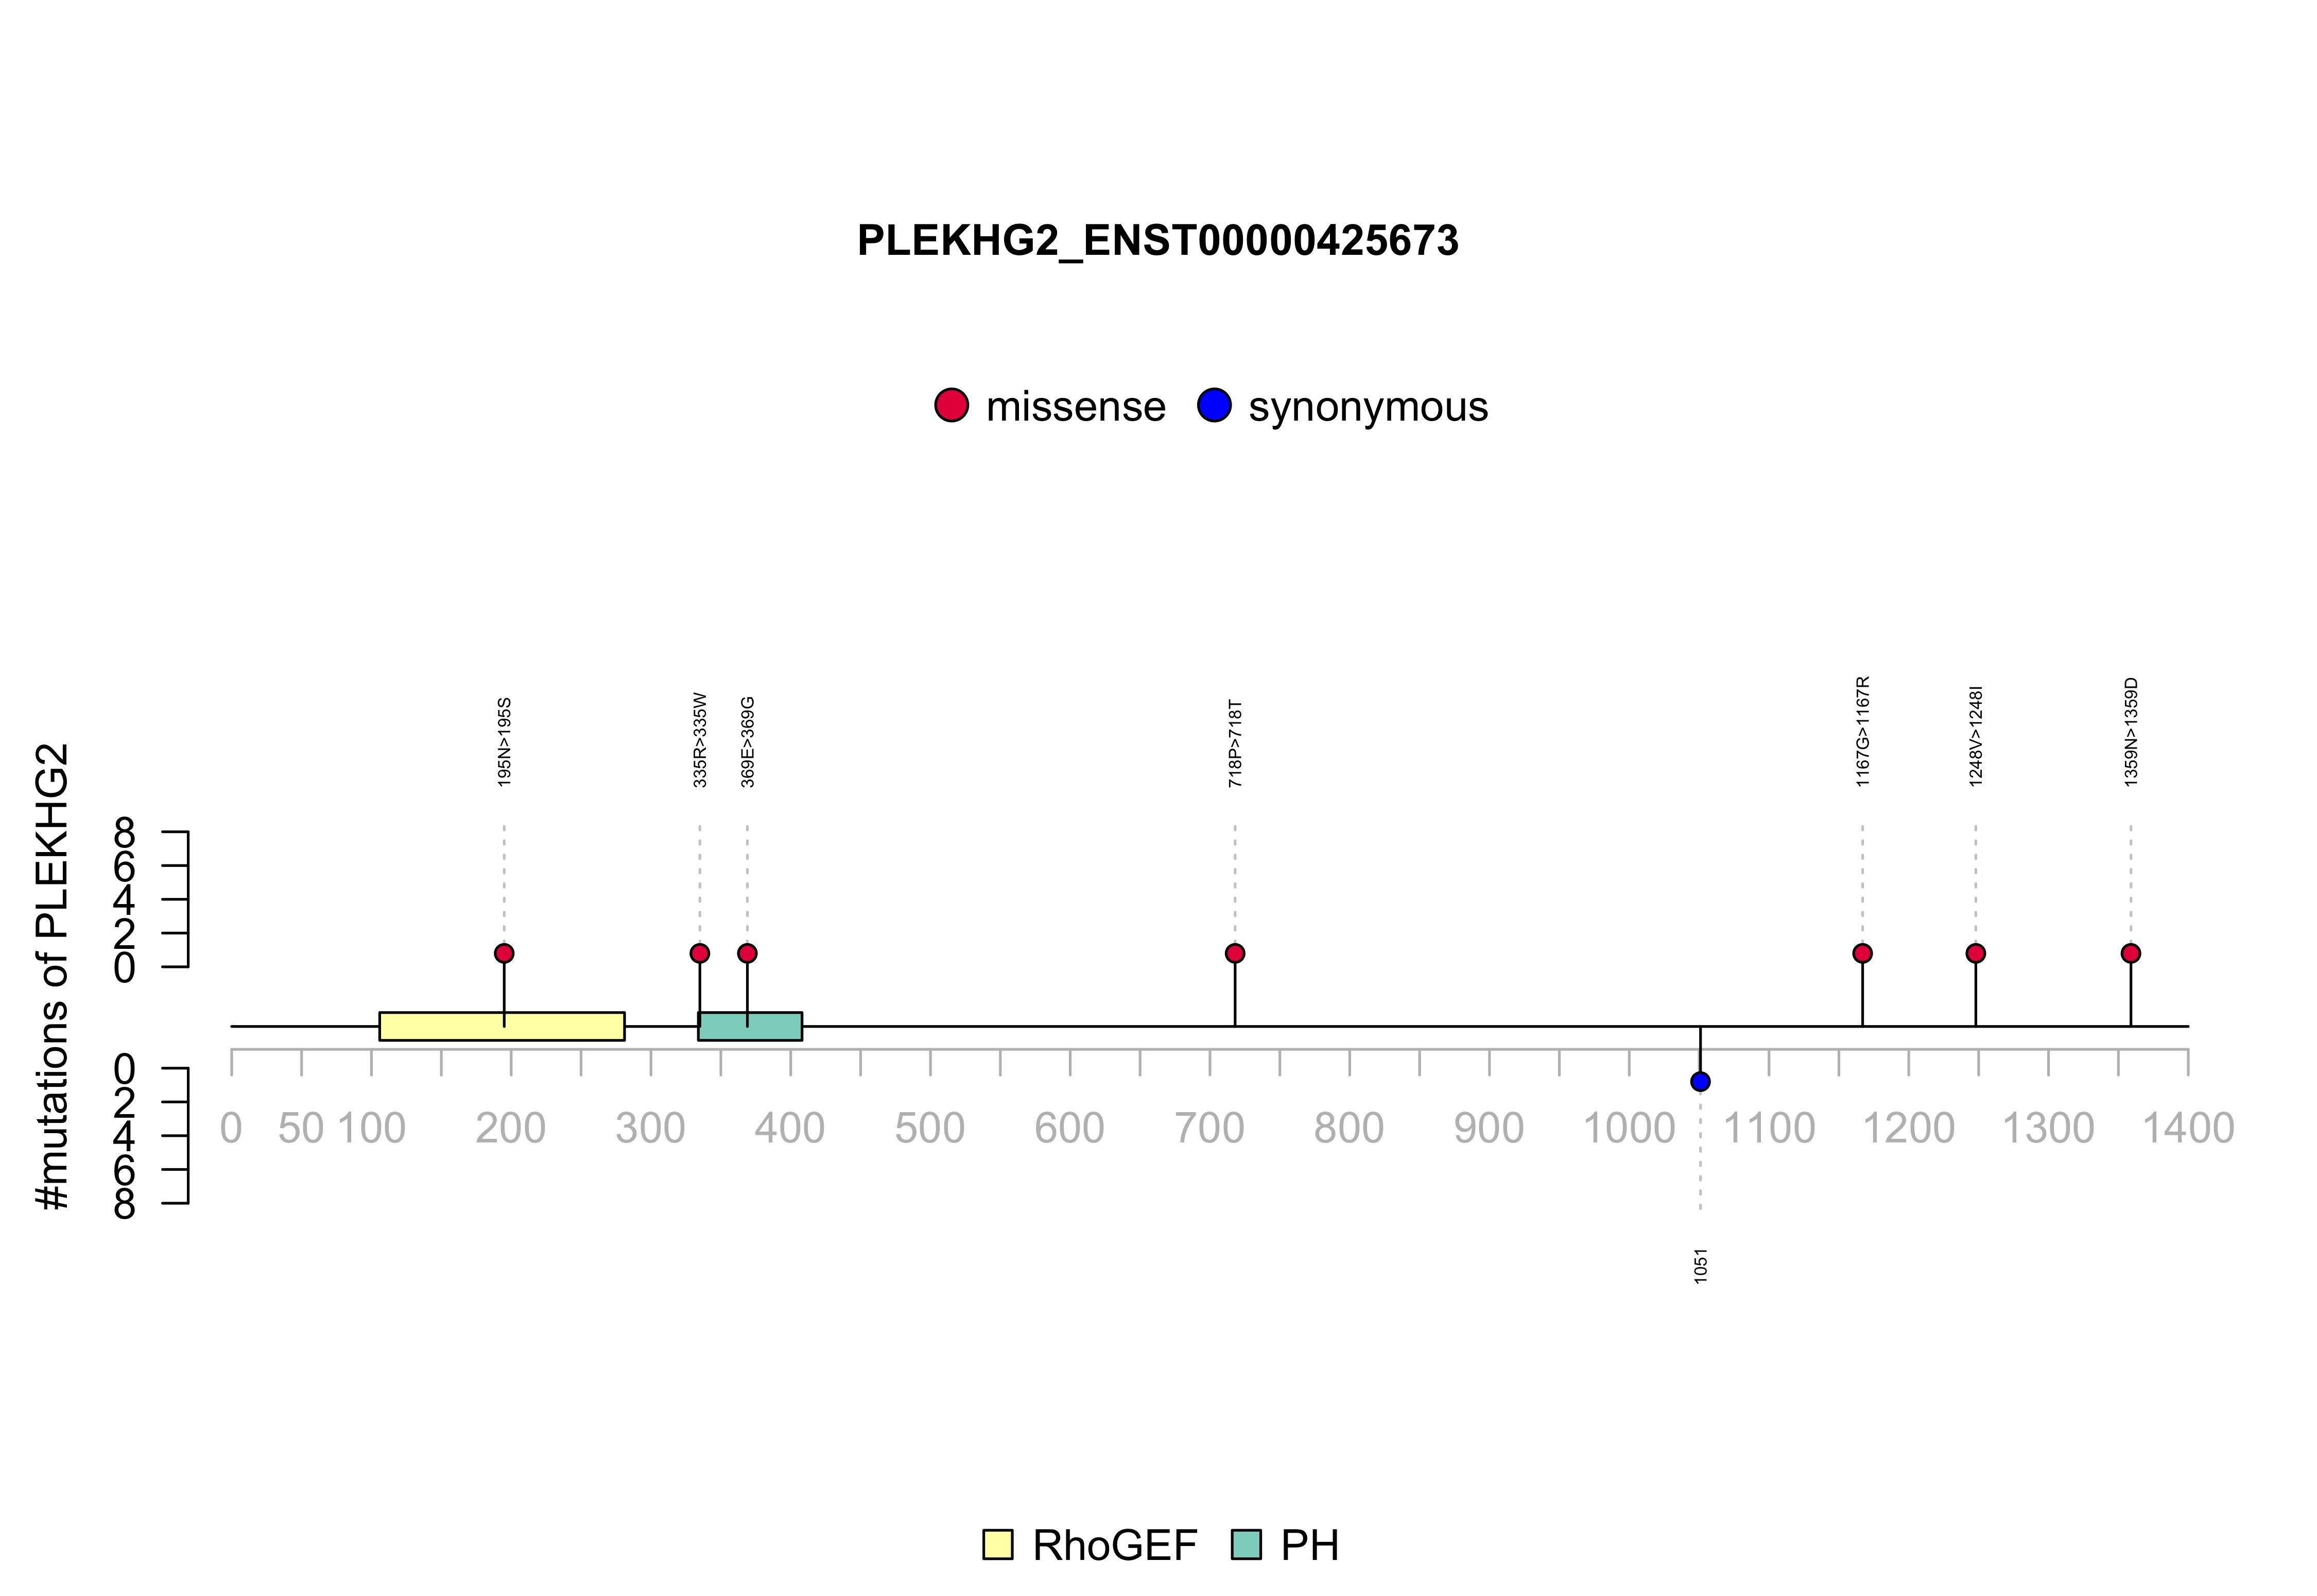 PLEKHG2_ENST00000425673
missense synonymous
195N>195S
335R>335W
369E>369G
718P>718T
1167G>1167R
1248V>1248I
1359N>1359D
#mutations of PLEKHG2
8
6
4
2
0
0
2
4
6
8
0 50 100 200 300 400 500 600 700 800 900 1000 1100 1200 1300 1400
1051
RhoGEF PH